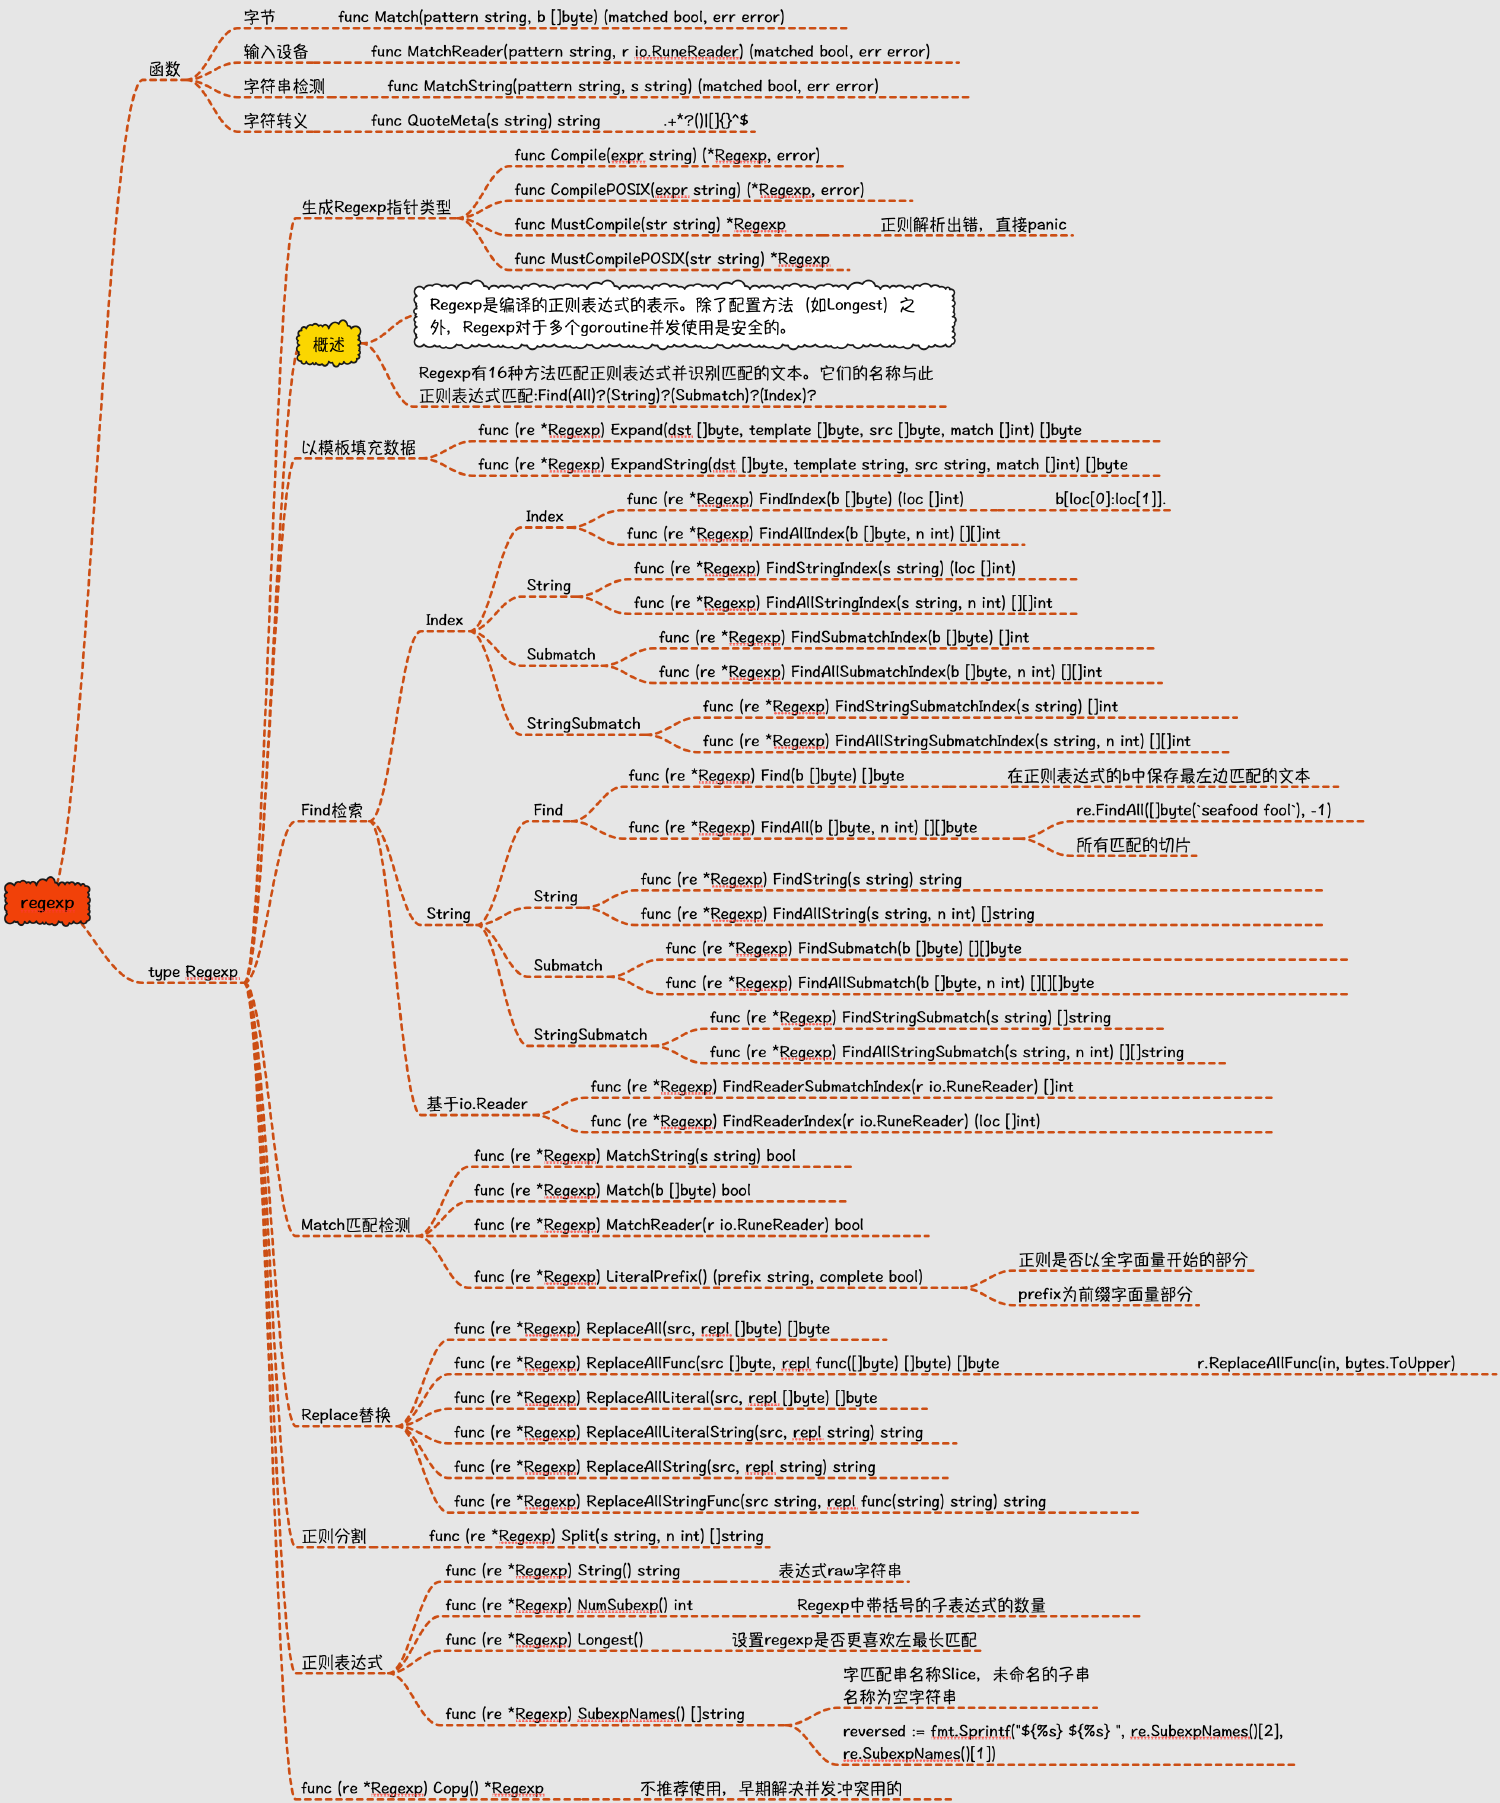 regexp
函数
字节
func Match(pattern string, b []byte) (matched bool, err error)
输入设备
func MatchReader(pattern string, r io.RuneReader) (matched bool, err error)
字符串检测
func MatchString(pattern string, s string) (matched bool, err error)
字符转义
func QuoteMeta(s string) string
.+*?()|[]{}^$
type Regexp
生成Regexp指针类型
func Compile(expr string) (*Regexp, error)
func CompilePOSIX(expr string) (*Regexp, error)
func MustCompile(str string) *Regexp
正则解析出错，直接panic
func MustCompilePOSIX(str string) *Regexp
概述
Regexp是编译的正则表达式的表示。除了配置方法（如Longest）之
外，Regexp对于多个goroutine并发使用是安全的。
Regexp有16种方法匹配正则表达式并识别匹配的文本。它们的名称与此
正则表达式匹配:Find(All)?(String)?(Submatch)?(Index)?
以模板填充数据
func (re *Regexp) Expand(dst []byte, template []byte, src []byte, match []int) []byte
func (re *Regexp) ExpandString(dst []byte, template string, src string, match []int) []byte
Find检索
Index
Index
func (re *Regexp) FindIndex(b []byte) (loc []int)
b[loc[0]:loc[1]].
func (re *Regexp) FindAllIndex(b []byte, n int) [][]int
String
func (re *Regexp) FindStringIndex(s string) (loc []int)
func (re *Regexp) FindAllStringIndex(s string, n int) [][]int
Submatch
func (re *Regexp) FindSubmatchIndex(b []byte) []int
func (re *Regexp) FindAllSubmatchIndex(b []byte, n int) [][]int
StringSubmatch
func (re *Regexp) FindStringSubmatchIndex(s string) []int
func (re *Regexp) FindAllStringSubmatchIndex(s string, n int) [][]int
String
Find
func (re *Regexp) Find(b []byte) []byte
在正则表达式的b中保存最左边匹配的文本
func (re *Regexp) FindAll(b []byte, n int) [][]byte
re.FindAll([]byte(`seafood fool`), -1)
所有匹配的切片
String
func (re *Regexp) FindString(s string) string
func (re *Regexp) FindAllString(s string, n int) []string
Submatch
func (re *Regexp) FindSubmatch(b []byte) [][]byte
func (re *Regexp) FindAllSubmatch(b []byte, n int) [][][]byte
StringSubmatch
func (re *Regexp) FindStringSubmatch(s string) []string
func (re *Regexp) FindAllStringSubmatch(s string, n int) [][]string
基于io.Reader
func (re *Regexp) FindReaderSubmatchIndex(r io.RuneReader) []int
func (re *Regexp) FindReaderIndex(r io.RuneReader) (loc []int)
Match匹配检测
func (re *Regexp) MatchString(s string) bool
func (re *Regexp) Match(b []byte) bool
func (re *Regexp) MatchReader(r io.RuneReader) bool
func (re *Regexp) LiteralPrefix() (prefix string, complete bool)
正则是否以全字面量开始的部分
prefix为前缀字面量部分
Replace替换
func (re *Regexp) ReplaceAll(src, repl []byte) []byte
func (re *Regexp) ReplaceAllFunc(src []byte, repl func([]byte) []byte) []byte
r.ReplaceAllFunc(in, bytes.ToUpper)
func (re *Regexp) ReplaceAllLiteral(src, repl []byte) []byte
func (re *Regexp) ReplaceAllLiteralString(src, repl string) string
func (re *Regexp) ReplaceAllString(src, repl string) string
func (re *Regexp) ReplaceAllStringFunc(src string, repl func(string) string) string
正则分割
func (re *Regexp) Split(s string, n int) []string
正则表达式
func (re *Regexp) String() string
表达式raw字符串
func (re *Regexp) NumSubexp() int
Regexp中带括号的子表达式的数量
func (re *Regexp) Longest()
设置regexp是否更喜欢左最长匹配
func (re *Regexp) SubexpNames() []string
字匹配串名称Slice，未命名的子串
名称为空字符串
reversed := fmt.Sprintf("${%s} ${%s} ", re.SubexpNames()[2],
re.SubexpNames()[1])
func (re *Regexp) Copy() *Regexp
不推荐使用，早期解决并发冲突用的